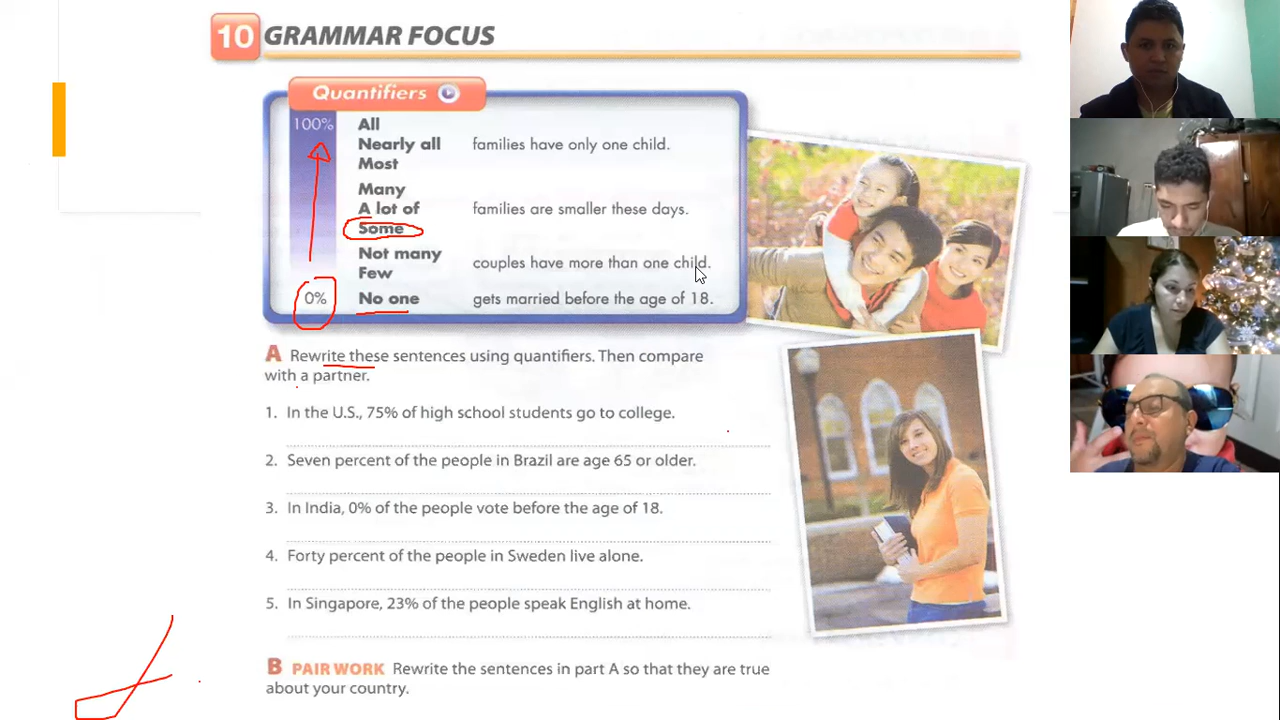 10 GRAMMAR FOCUS
Quantifiers
100% All
Nearly all families have only one child.
Most
Many
A lot of families are smaller these days.
Some
Not many
couples have more than one child.
Few
0% No one gets married before the age of 18.
A Rewrite these sentences using quantifiers. Then compare
with a partner.
1. In the U.S., 75% of high school students go to college.
2. Seven percent of the people in Brazil are age 65 or older.
3. In India, 0% of the people vote before the age of 18.
4. Forty percent of the people in Sweden live alone.
5. In Singapore, 23% of the people speak English at home.
B PAIR WORK Rewrite the sentences in part A so that they are true
about your country.